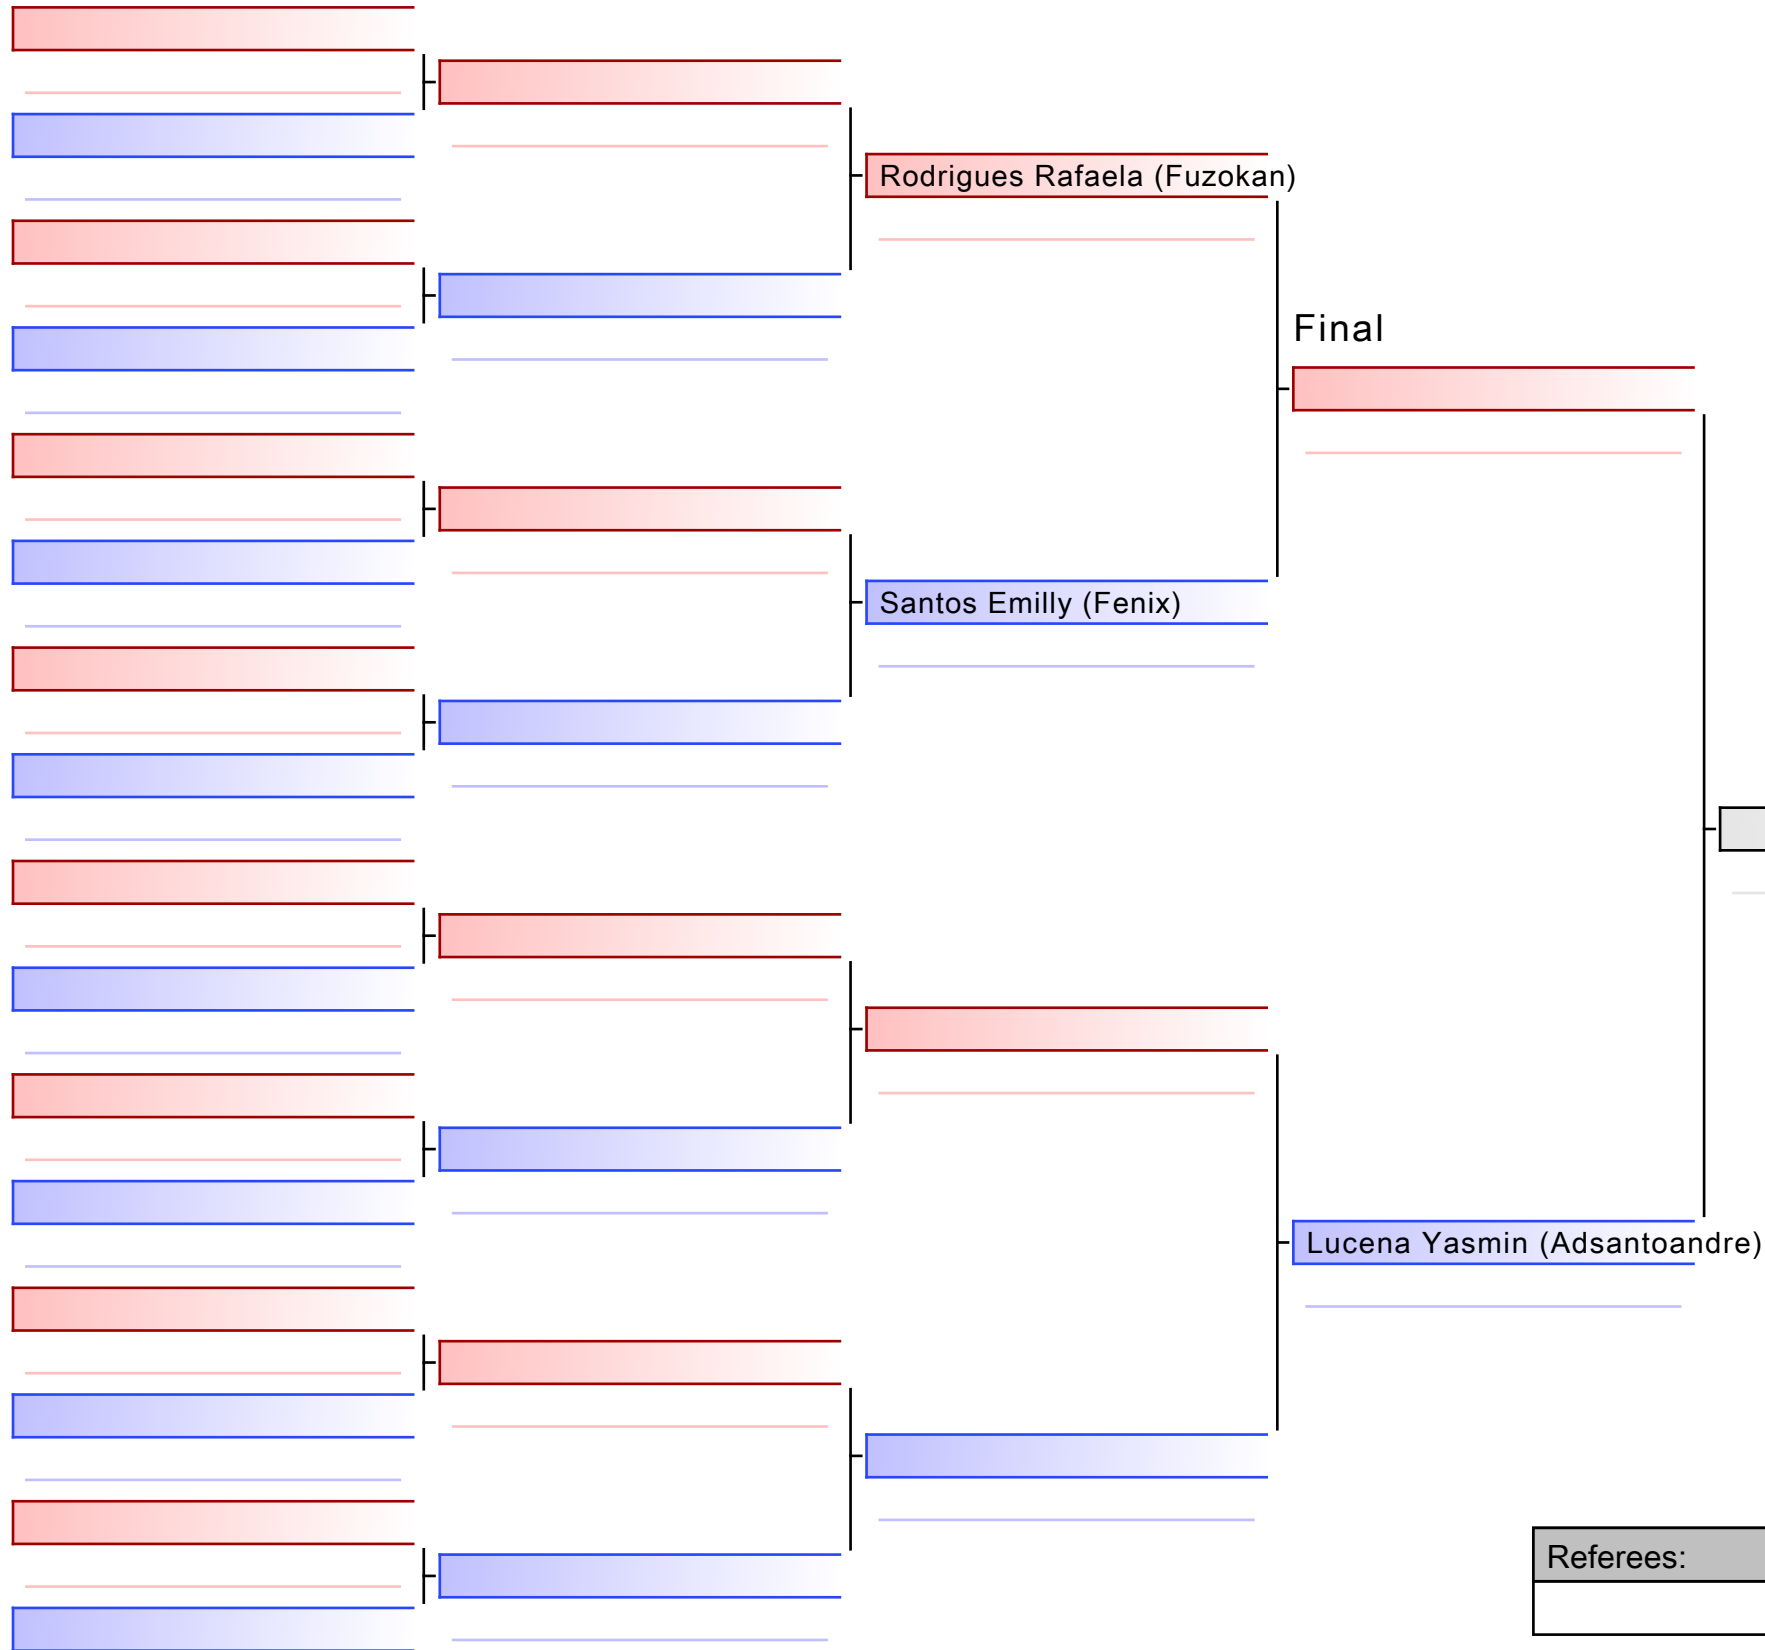 Rodrigues Rafaela (Fuzokan)
Final
Santos Emilly (Fenix)
Lucena Yasmin (Adsantoandre)
Referees: